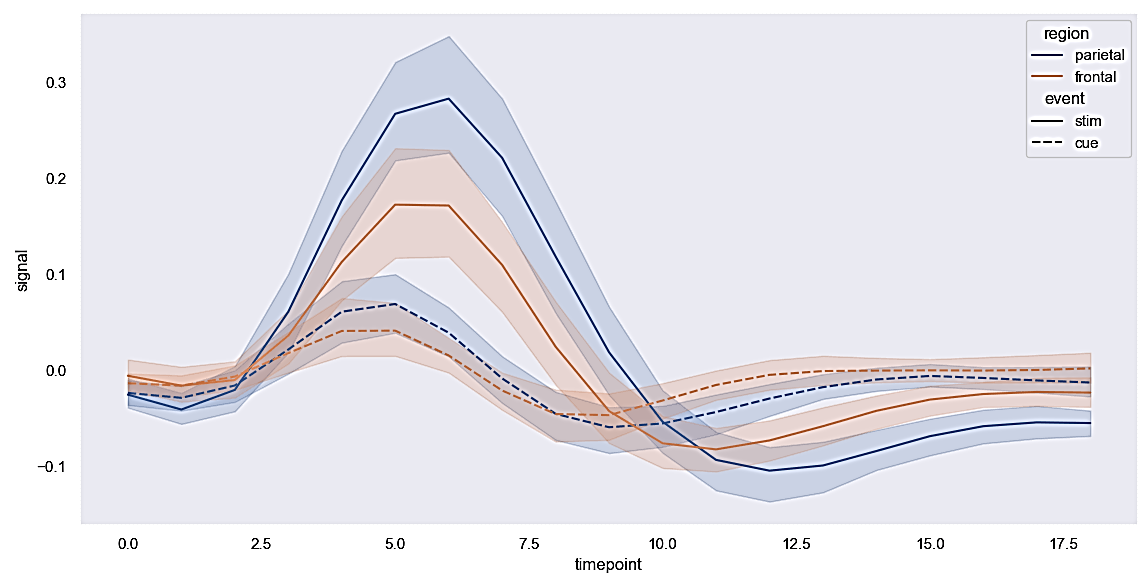 region
parietal
frontal
event
stim
cue
0.3
0.2
0.1
0.0
−0.1
signal
0.0 2.5 5.0 7.5 10.0 12.5 15.0 17.5
timepoint